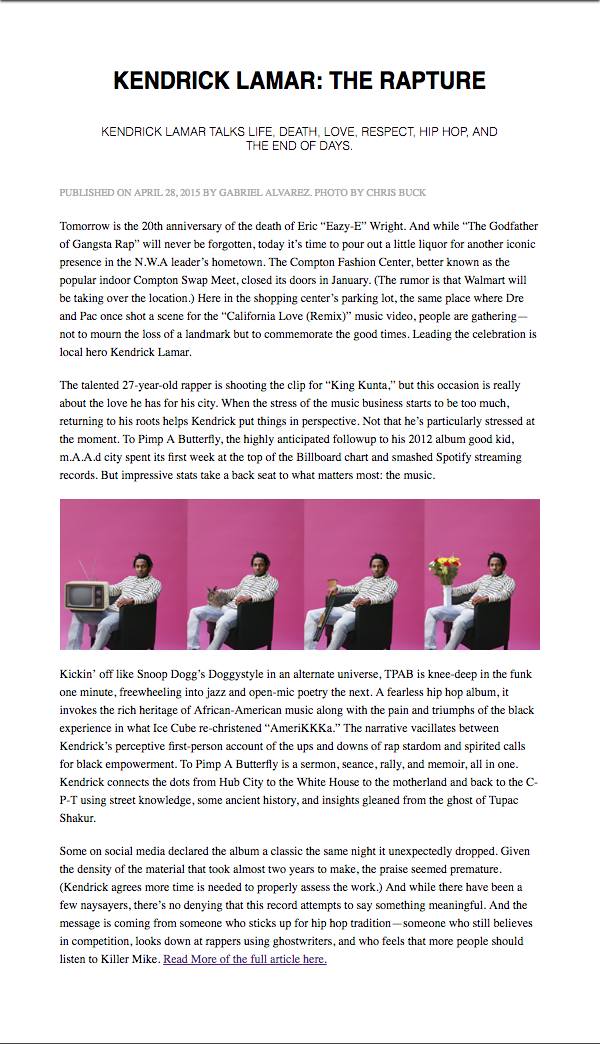 KENDRICK LAMAR: THE RAPTURE
KENDRICK LAMAR TALKS LIFE, DEATH, LOVE, RESPECT, HIP HOP, AND
THE END OF DAYS.
PUBLISHED ON APRIL 28, 2015 BY GABRIEL ALVAREZ. PHOTO BY CHRIS BUCK
Tomorrow is the 20th anniversary of the death of Eric “Eazy-E” Wright. And while “The Godfather
of Gangsta Rap” will never be forgotten, today it’s time to pour out a little liquor for another iconic
presence in the N.W.A leader’s hometown. The Compton Fashion Center, better known as the
popular indoor Compton Swap Meet, closed its doors in January. (The rumor is that Walmart will
be taking over the location.) Here in the shopping center’s parking lot, the same place where Dre
and Pac once shot a scene for the “California Love (Remix)” music video, people are gathering—
not to mourn the loss of a landmark but to commemorate the good times. Leading the celebration is
local hero Kendrick Lamar.
The talented 27-year-old rapper is shooting the clip for “King Kunta,” but this occasion is really
about the love he has for his city. When the stress of the music business starts to be too much,
returning to his roots helps Kendrick put things in perspective. Not that he’s particularly stressed at
the moment. To Pimp A Butterfly, the highly anticipated followup to his 2012 album good kid,
m.A.A.d city spent its first week at the top of the Billboard chart and smashed Spotify streaming
records. But impressive stats take a back seat to what matters most: the music.
Kickin’ off like Snoop Dogg’s Doggystyle in an alternate universe, TPAB is knee-deep in the funk
one minute, freewheeling into jazz and open-mic poetry the next. A fearless hip hop album, it
invokes the rich heritage of African-American music along with the pain and triumphs of the black
experience in what Ice Cube re-christened “AmeriKKKa.” The narrative vacillates between
Kendrick’s perceptive first-person account of the ups and downs of rap stardom and spirited calls
for black empowerment. To Pimp A Butterfly is a sermon, seance, rally, and memoir, all in one.
Kendrick connects the dots from Hub City to the White House to the motherland and back to the C-
P-T using street knowledge, some ancient history, and insights gleaned from the ghost of Tupac
Shakur.
Some on social media declared the album a classic the same night it unexpectedly dropped. Given
the density of the material that took almost two years to make, the praise seemed premature.
(Kendrick agrees more time is needed to properly assess the work.) And while there have been a
few naysayers, there’s no denying that this record attempts to say something meaningful. And the
message is coming from someone who sticks up for hip hop tradition—someone who still believes
in competition, looks down at rappers using ghostwriters, and who feels that more people should
listen to Killer Mike. Read More of the full article here.